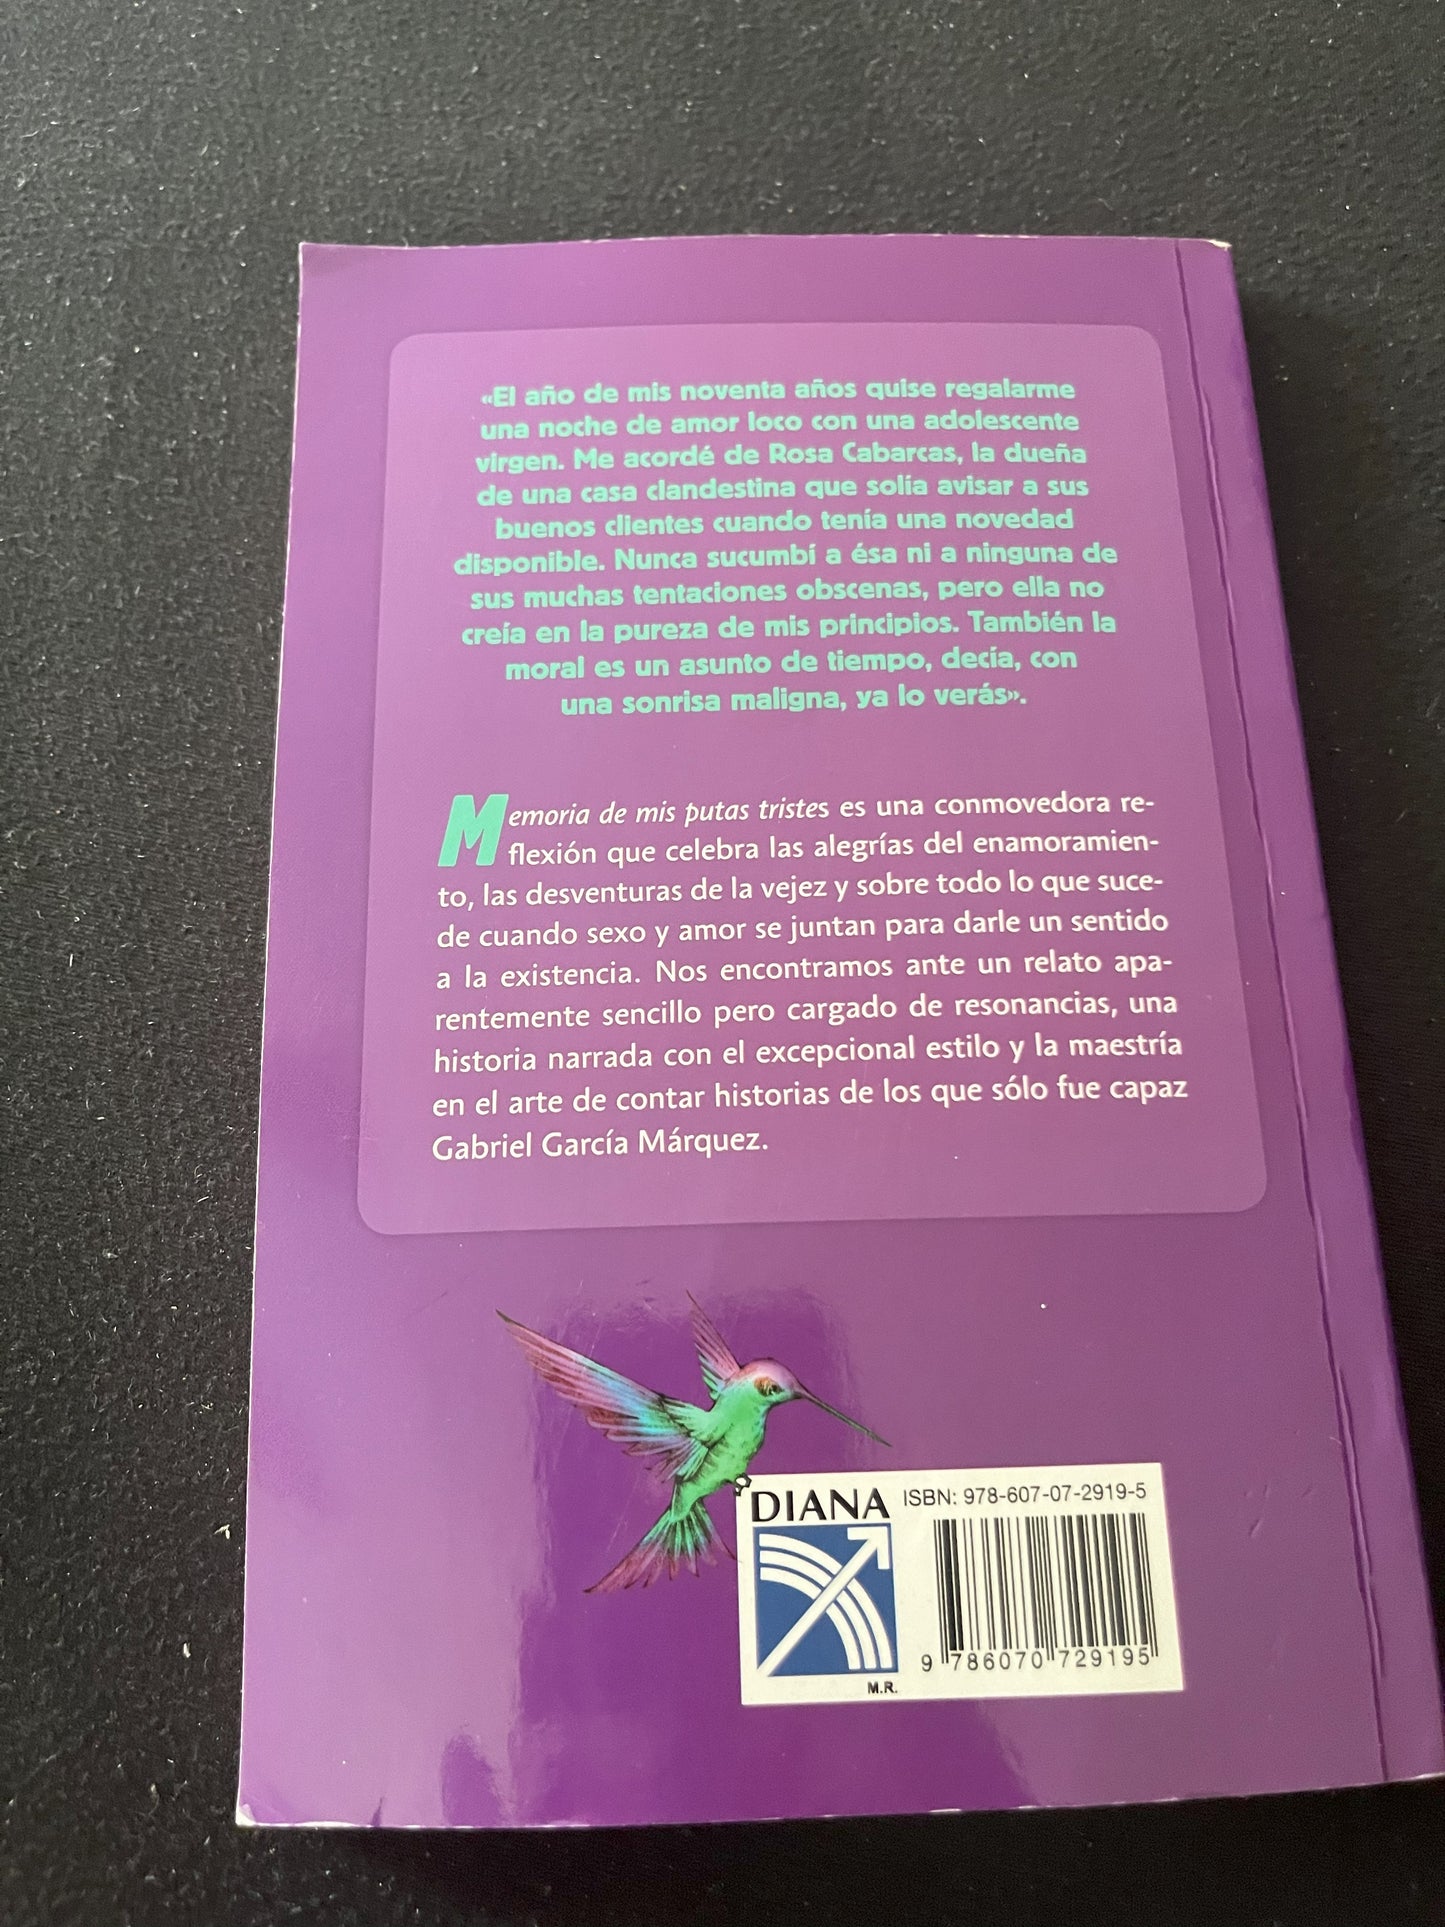 «El año de mis noventa años quise regalarme
una noche de amor loco con una adolescente
virgen. Me acordé de Rosa Cabarcas, la dueña
de una casa clandestina que solía avisar a sus
buenos clientes cuando tenía una novedad
disponible. Nunca sucumbí a ésa ni a ninguna de
sus muchas tentaciones obscenas, pero ella no
creía en la pureza de mis principios. También la
moral es un asunto de tiempo, decía, con
una sonrisa maligna, ya lo verás».
Memoria de mis putas tristes es una conmovedora re-
flexión que celebra las alegrías del enamoramien-
to, las desventuras de la vejez y sobre todo lo que suce-
de cuando sexo y amor se juntan para darle un sentido
a la existencia. Nos encontramos ante un relato apa-
rentemente sencillo pero cargado de resonancias, una
historia narrada con el excepcional estilo y la maestría
en el arte de contar historias de los que sólo fue capaz
Gabriel García Márquez.
DIANA
M.R.
ISBN: 978-607-07-2919-5
9 786070 729195